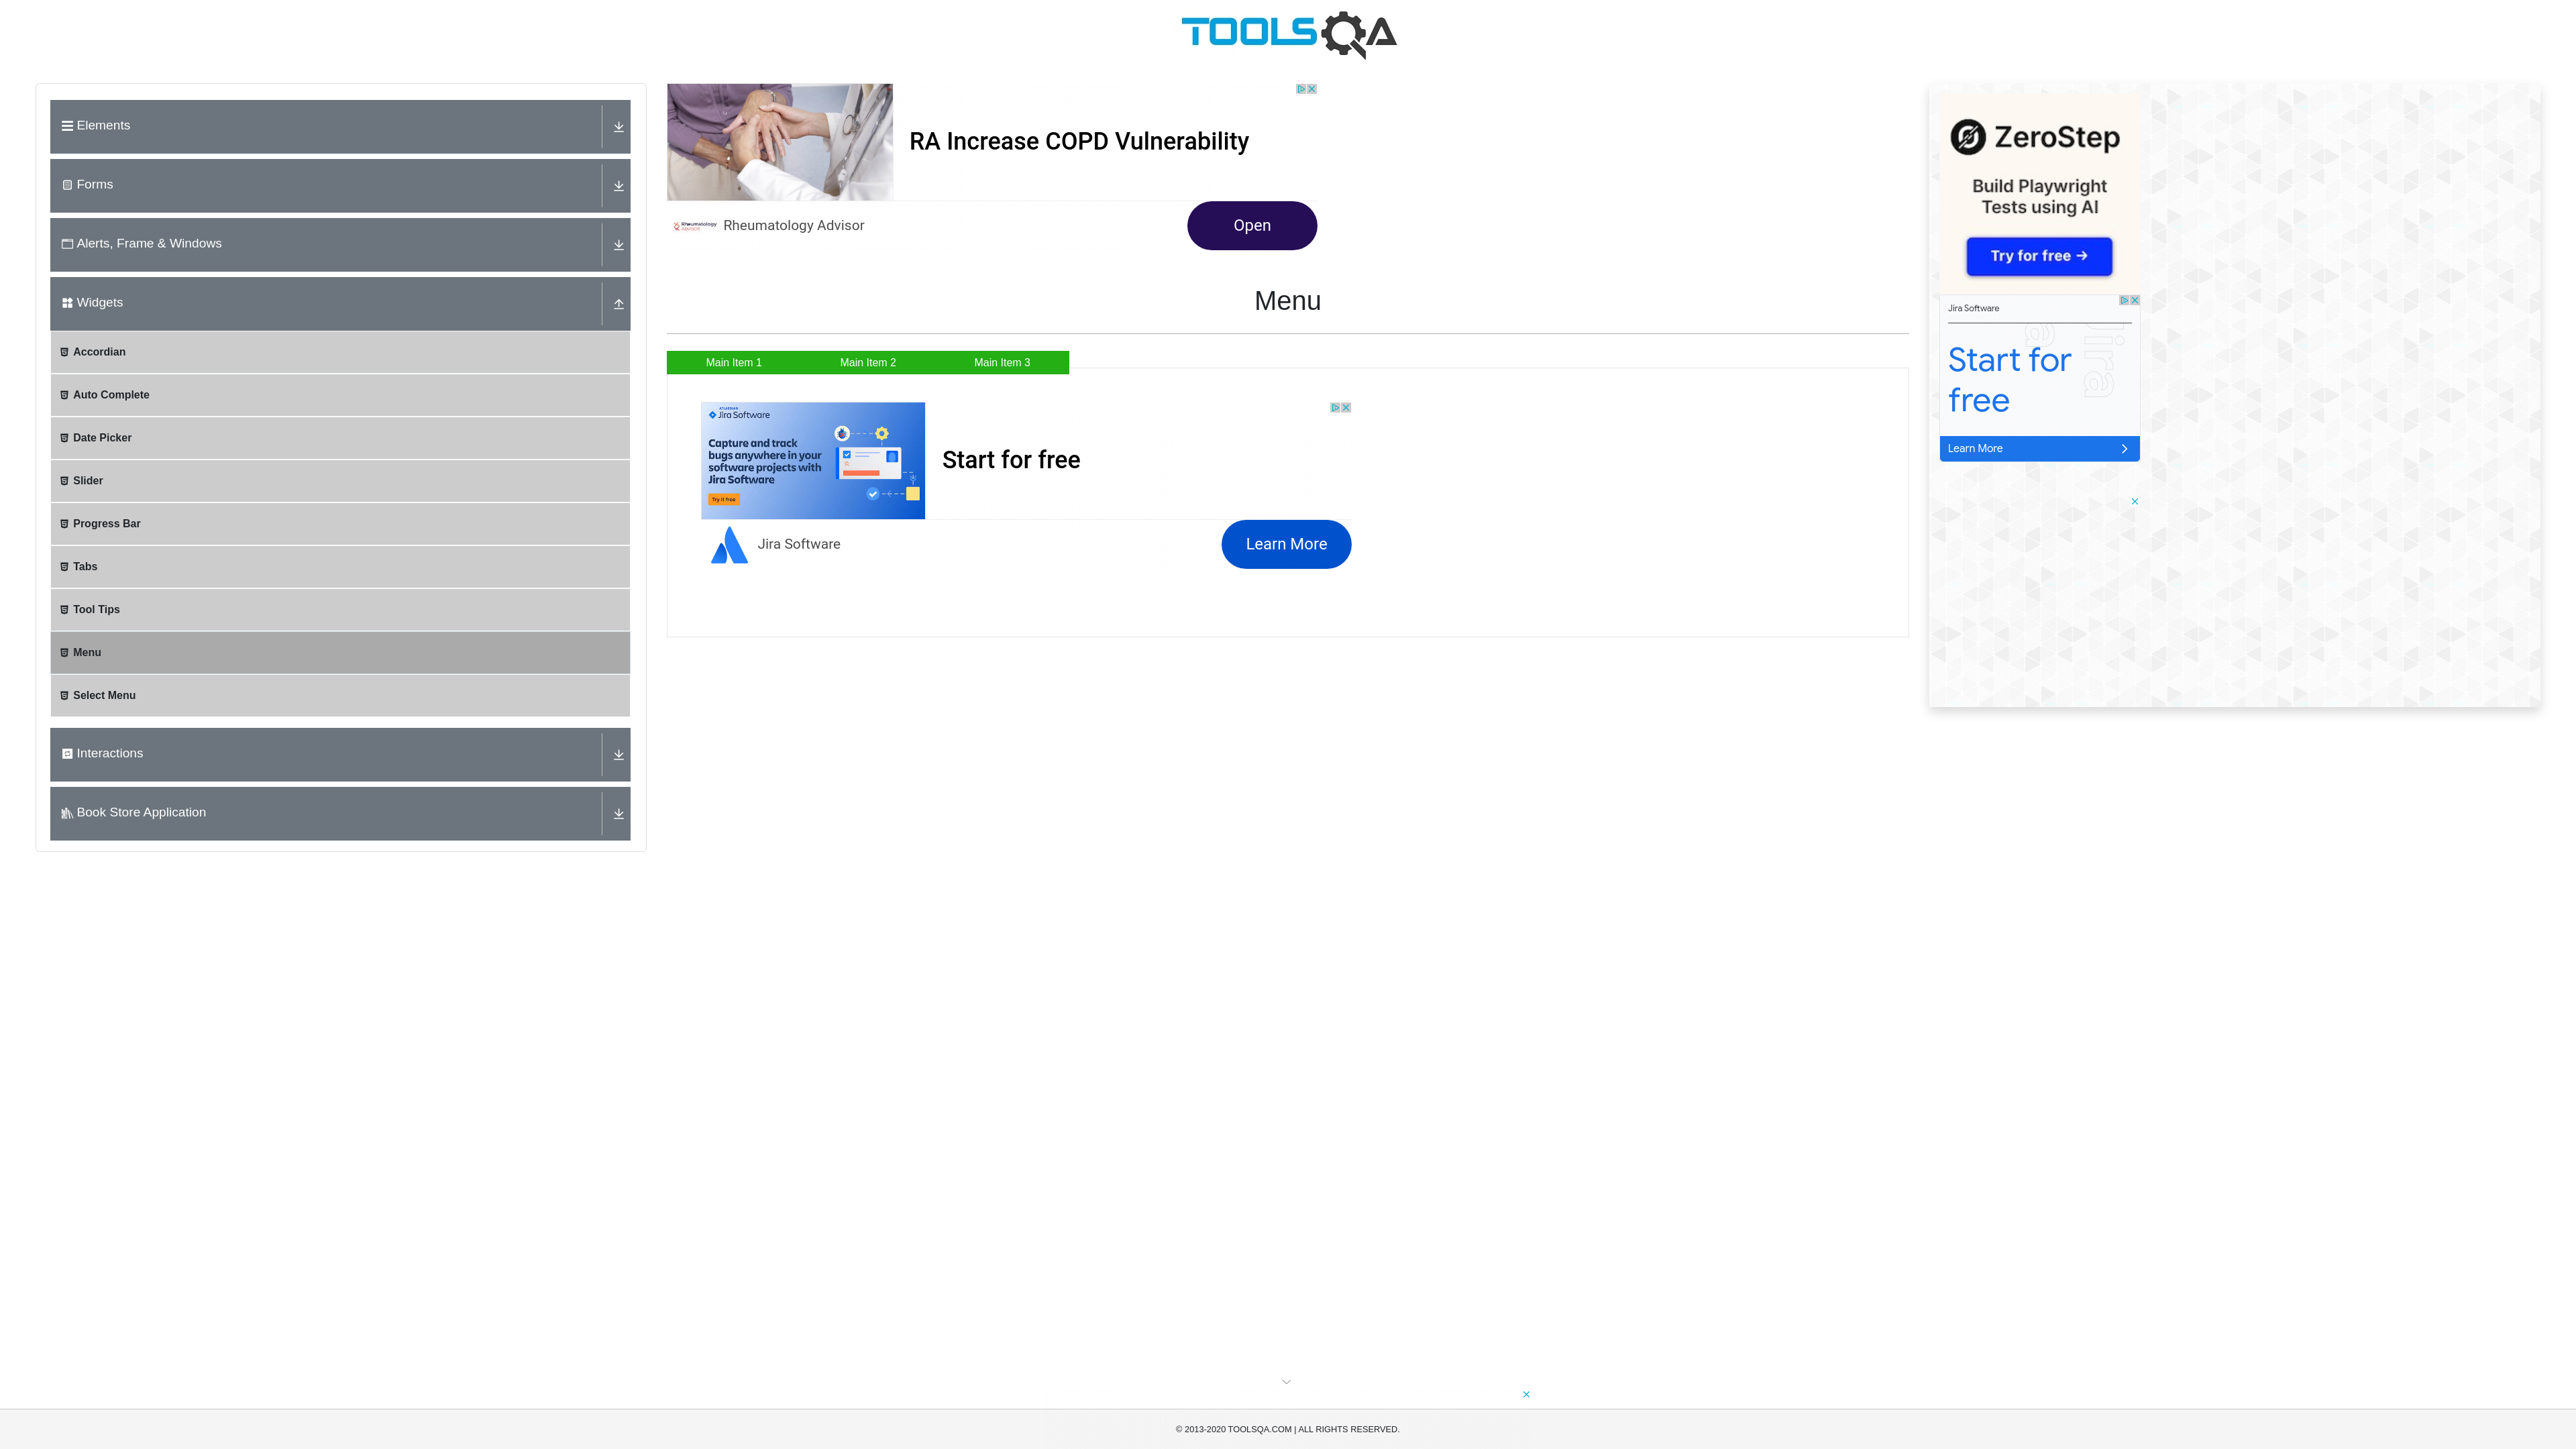 TOOLSQA
Elements
Forms
Alerts, Frame & Windows
Widgets
Accordian
Auto Complete
Date Picker
Slider
Progress Bar
Tabs
Tool Tips
Menu
Select Menu
Interactions
Book Store Application
RA Increase COPD Vulnerability
Rheumatology
Rheumatology Advisor
Open
Menu
Main Item 1
Main Item 2
Main Item 3
ATLASSIAN
Jira Software
Capture and track
bugs anywhere in your
software projects with
Jira Software
Try it free
Start for free
Jira Software
Learn More
ZeroStep
Build Playwright
Tests using AI
Try for free →
Jira Software
Jira
Start for
free
Learn More
© 2013-2020 TOOLSQA.COM | ALL RIGHTS RESERVED.